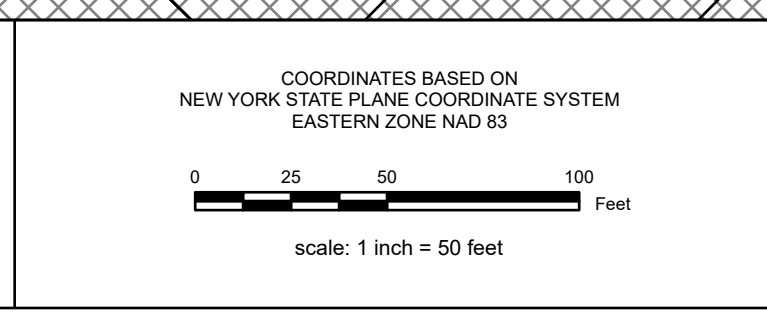 COORDINATES BASED ON
NEW YORK STATE PLANE COORDINATE SYSTEM
EASTERN ZONE NAD 83
0 25 50 100
Feet
scale: 1 inch = 50 feet